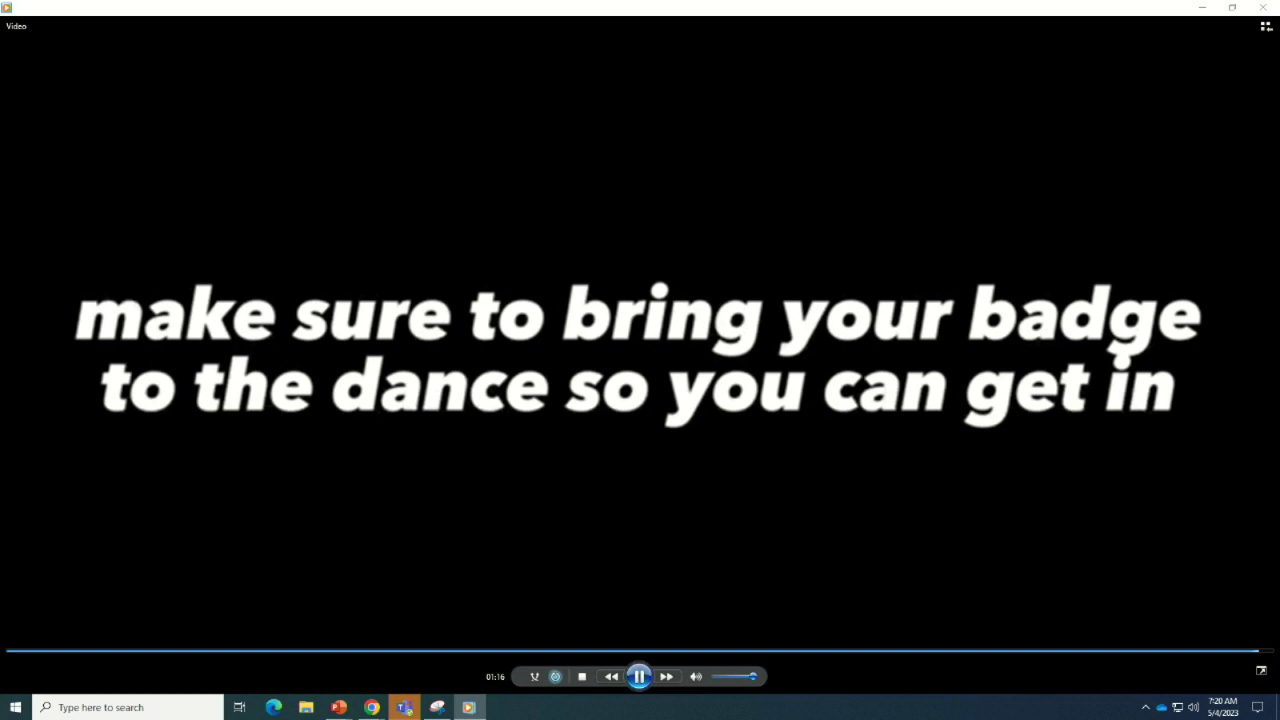 Video
make sure to bring your badge
to the dance so you can get in
01:16
Type here to search
7:20 AM
5/4/2023